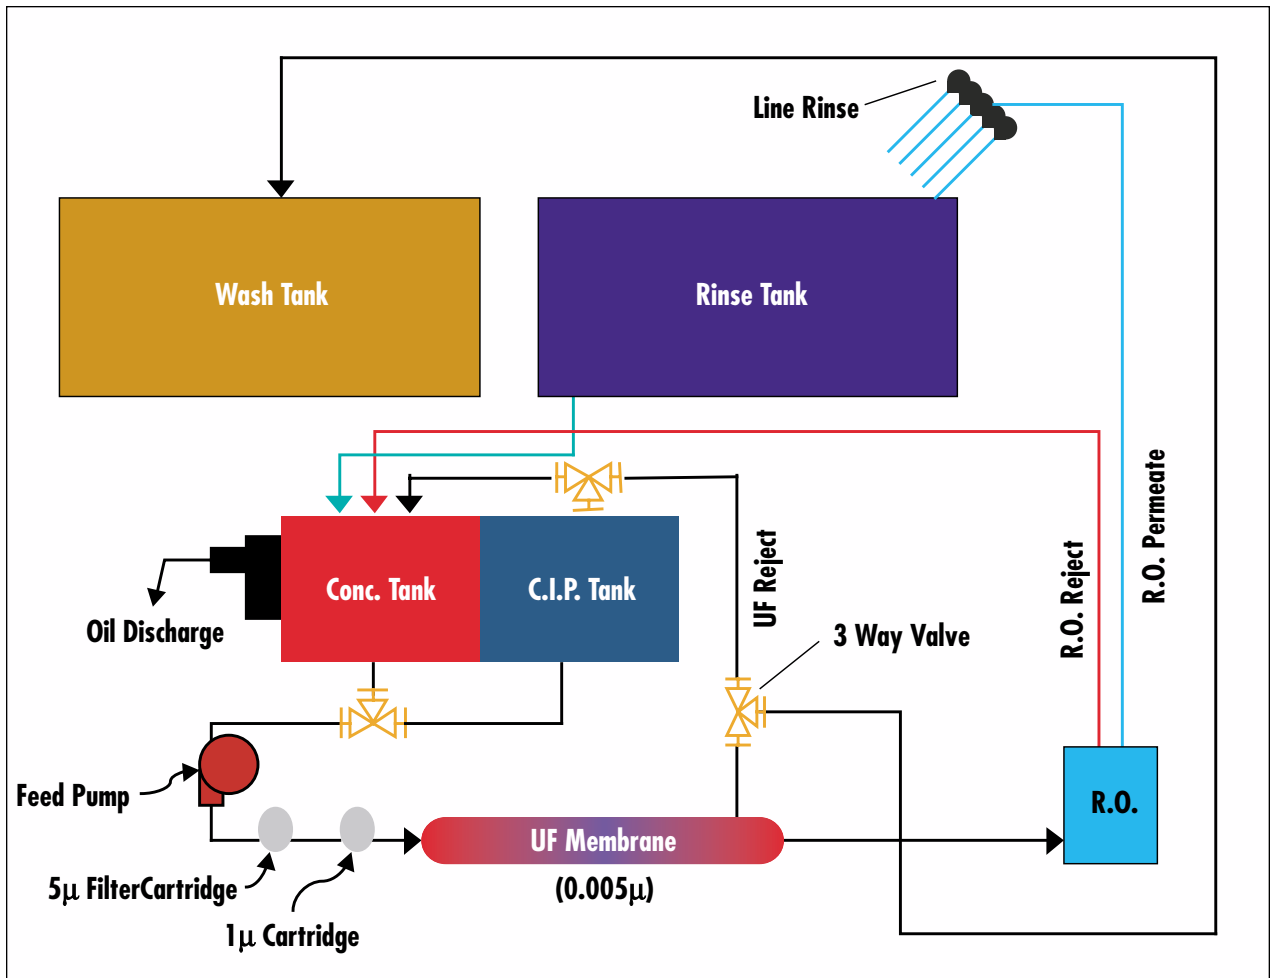 Line Rinse
Wash Tank
Rinse Tank
Conc. Tank
C.I.P. Tank
Oil Discharge
UF Reject
3 Way Valve
R.O. Reject
R.O. Permeate
Feed Pump
R.O.
UF Membrane
(0.005μ)
5μ FilterCartridge
1μ Cartridge